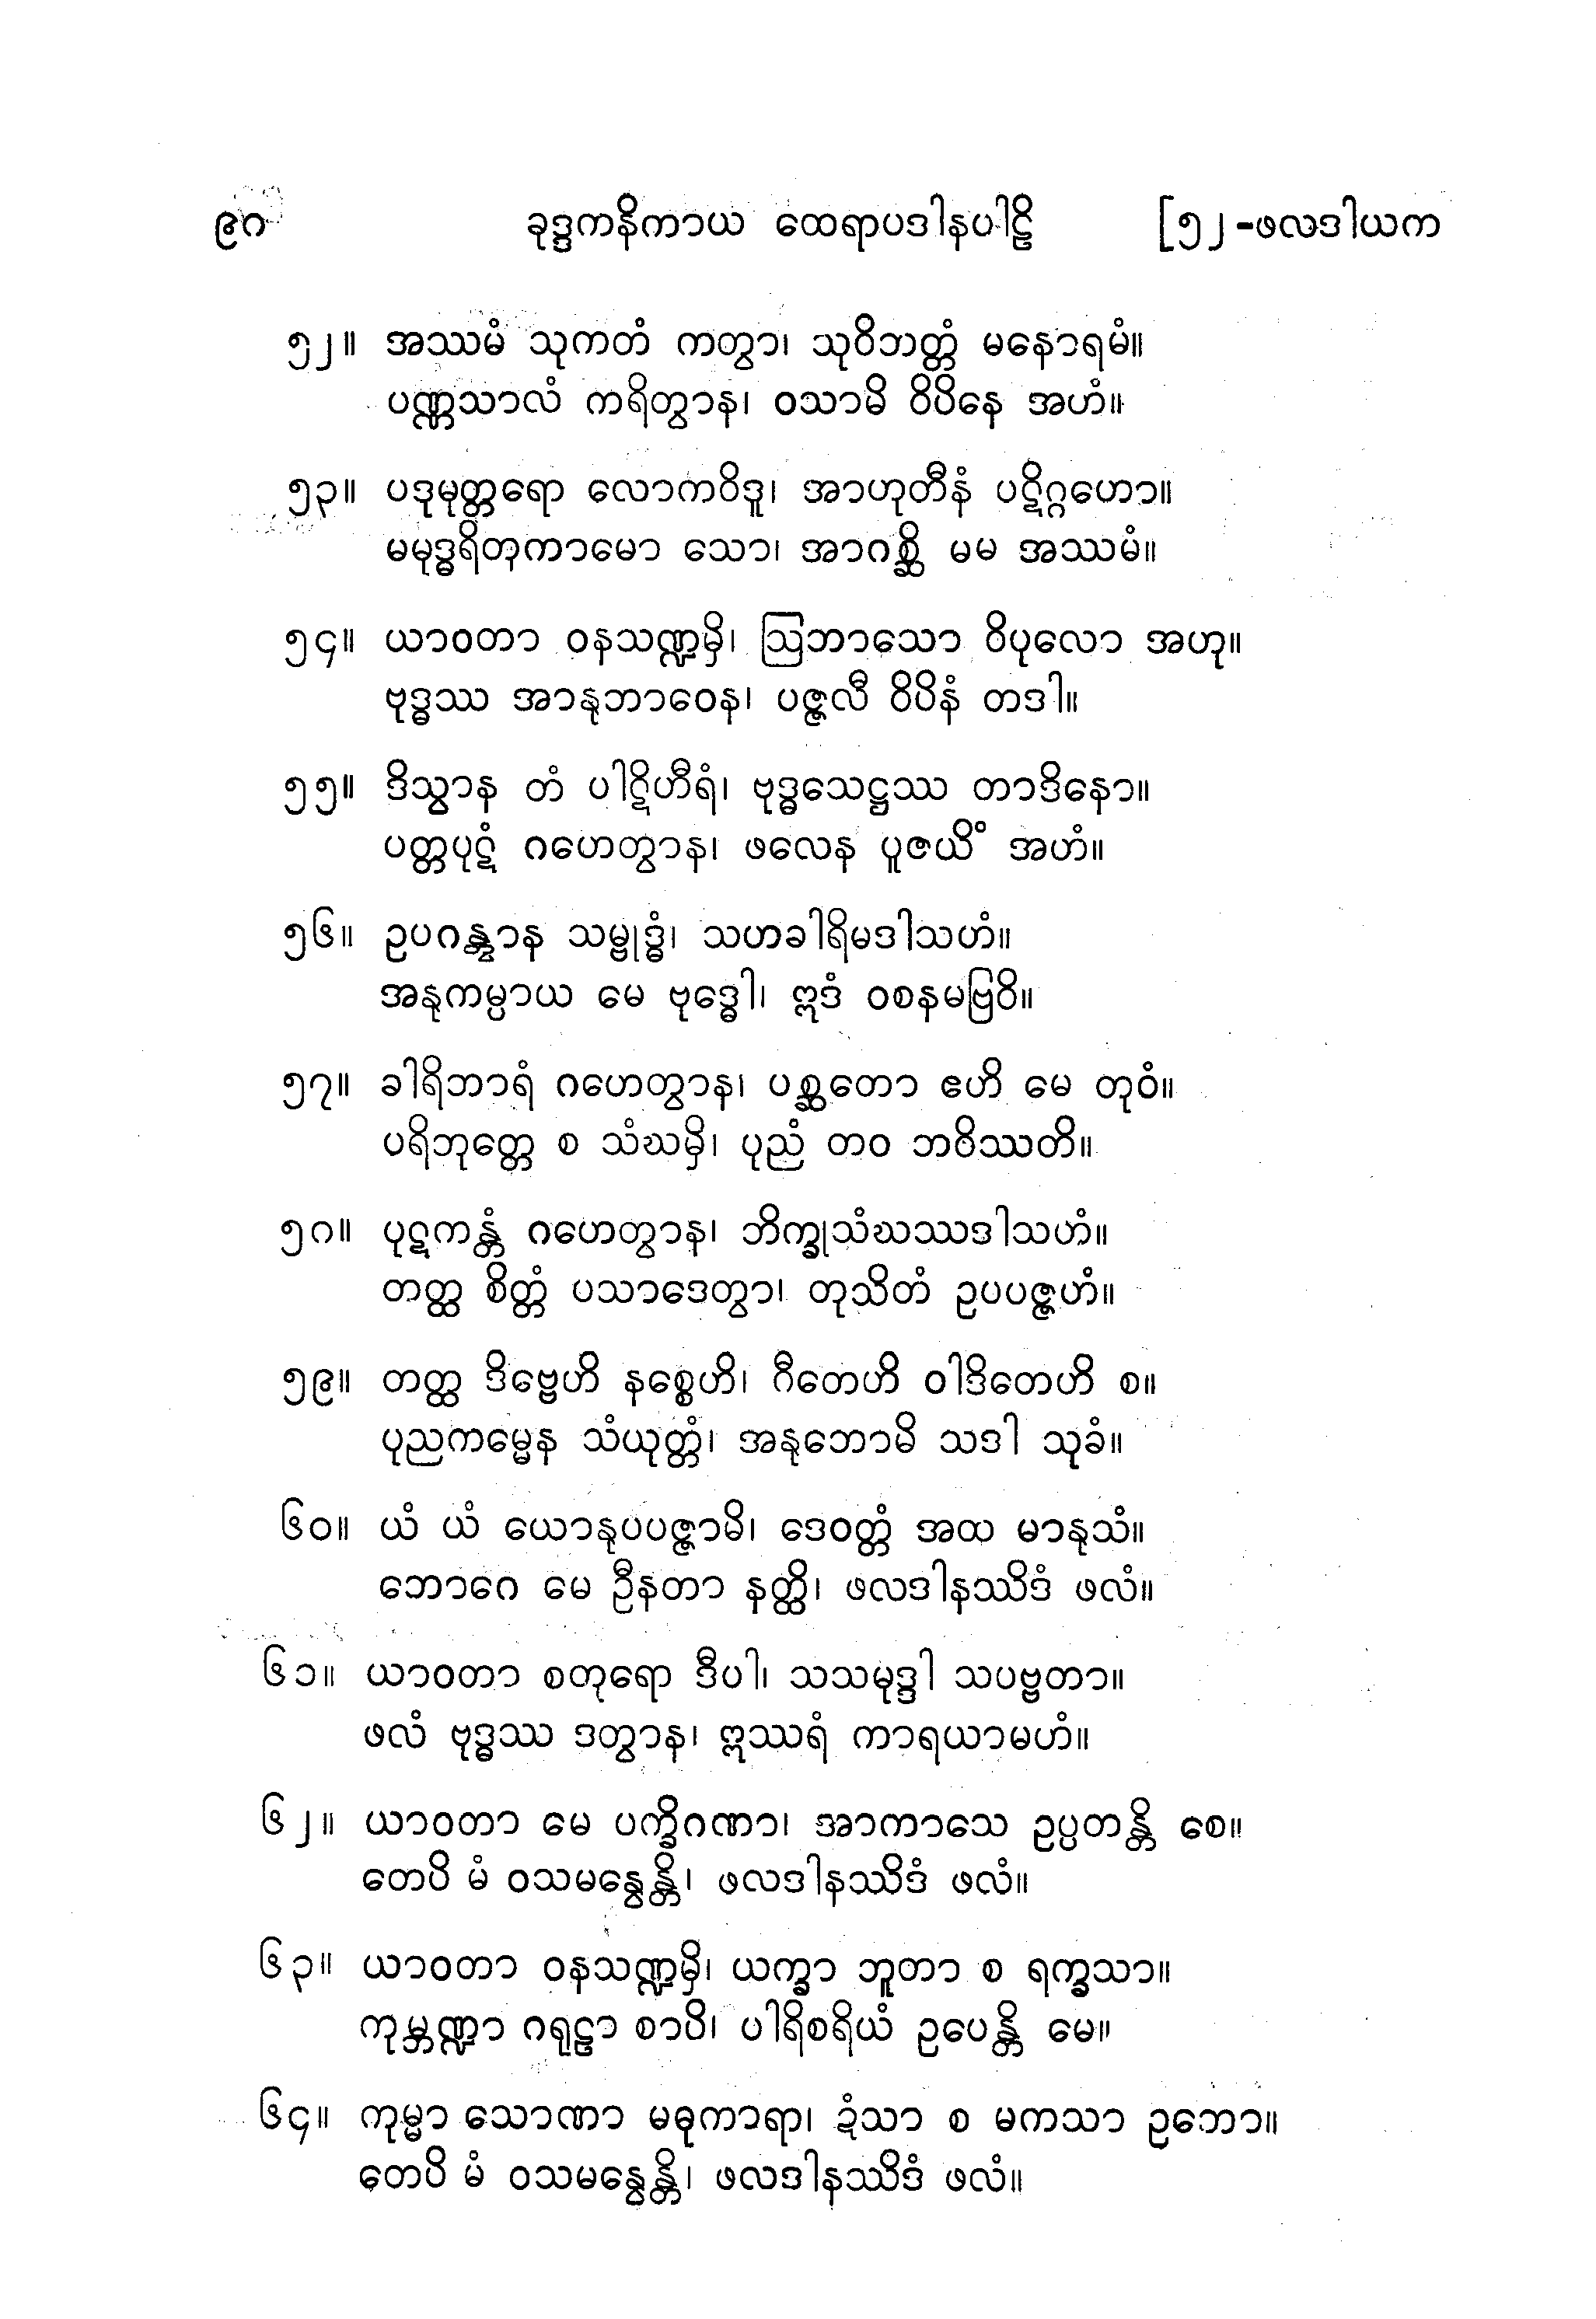 ၉၈ ခုဒ္ဒကနိကာယ ထေရာပဒါနပါဠိ [၅၂-ဖလဒါယက
၅၂။ အဿမံ သုကတံ ကတွာ၊ သုဝိဘတ္တံ မနောရမံ။
ပဏ္ဏသာလံ ကရိတွာန၊ ဝသာမိ ဝိပိနေ အဟံ။
၅၃။ ပဒုမုတ္တရော လောကဝိဒူ၊ အာဟုတီနံ ပဋိဂ္ဂဟော။
မမုဒ္ဓရိတုကာမော သော၊ အာဂစ္ဆိ မမ အဿမံ။
၅၄။ ယာဝတာ ဝနသဏ္ဍမှိ၊ ဩဘာသော ဝိပုလော အဟု။
ဗုဒ္ဓဿ အာနုဘာဝေန၊ ပဇ္ဇလီ ဝိပိနံ တဒါ။
၅၅။ ဒိသွာန တံ ပါဋိဟီရံ၊ ဗုဒ္ဓသေဋ္ဌဿ တာဒိနော။
ပတ္တပုဋံ ဂဟေတွာန၊ ဖလေန ပူဇယိံ အဟံ။
၅၆။ ဥပဂန္တွာန သမ္ဗုဒ္ဓံ၊ သဟခါရိမဒါသဟံ။
အနုကမ္ပာယ မေ ဗုဒ္ဓေါ၊ ဣဒံ ဝစနမဗြဝိ။
၅၇။ ခါရိဘာရံ ဂဟေတွာန၊ ပစ္ဆတော ဧဟိ မေ တုဝံ။
ပရိဘုတ္တေ စ သံဃမှိ၊ ပုညံ တဝ ဘဝိဿတိ။
၅၈။ ပုဋကန္တံ ဂဟေတွာန၊ ဘိက္ခုသံဃဿဒါသဟံ။
တတ္ထ စိတ္တံ ပသာဒေတွာ၊ တုသိတံ ဥပပဇ္ဇဟံ။
၅၉။ တတ္ထ ဒိဗ္ဗေဟိ နစ္စေဟိ၊ ဂီတေဟိ ဝါဒိတေဟိ စ။
ပုညကမ္မေန သံယုတ္တံ၊ အနုဘောမိ သဒါ သုခံ။
၆၀။ ယံ ယံ ယောနုပပဇ္ဇာမိ၊ ဒေဝတ္တံ အထ မာနုသံ။
ဘောဂေ မေ ဦနတာ နတ္ထိ၊ ဖလဒါနဿိဒံ ဖလံ။
၆၁။ ယာဝတာ စတုရော ဒီပါ၊ သသမုဒ္ဒါ သပဗ္ဗတာ။
ဖလံ ဗုဒ္ဓဿ ဒတွာန၊ ဣဿရံ ကာရယာမဟံ။
၆၂။ ယာဝတာ မေ ပက္ခိဂဏာ၊ အာကာသေ ဥပ္ပတန္တိ စေ။
တေပိ မံ ဝသမန္ဝေန္တိ၊ ဖလဒါနဿိဒံ ဖလံ။
၆၃။ ယာဝတာ ဝနသဏ္ဍမှိ၊ ယက္ခာ ဘူတာ စ ရက္ခသာ။
ကုမ္ဘဏ္ဍာ ဂရုဠာ စာပိ၊ ပါရိစရိယံ ဥပေန္တိ မေ။
၆၄။ ကုမ္မာ သောဏာ မဓုကာရာ၊ ဍံသာ စ မကသာ ဥဘော။
တေပိ မံ ဝသမန္ဝေန္တိ၊ ဖလဒါနဿိဒံ ဖလံ။